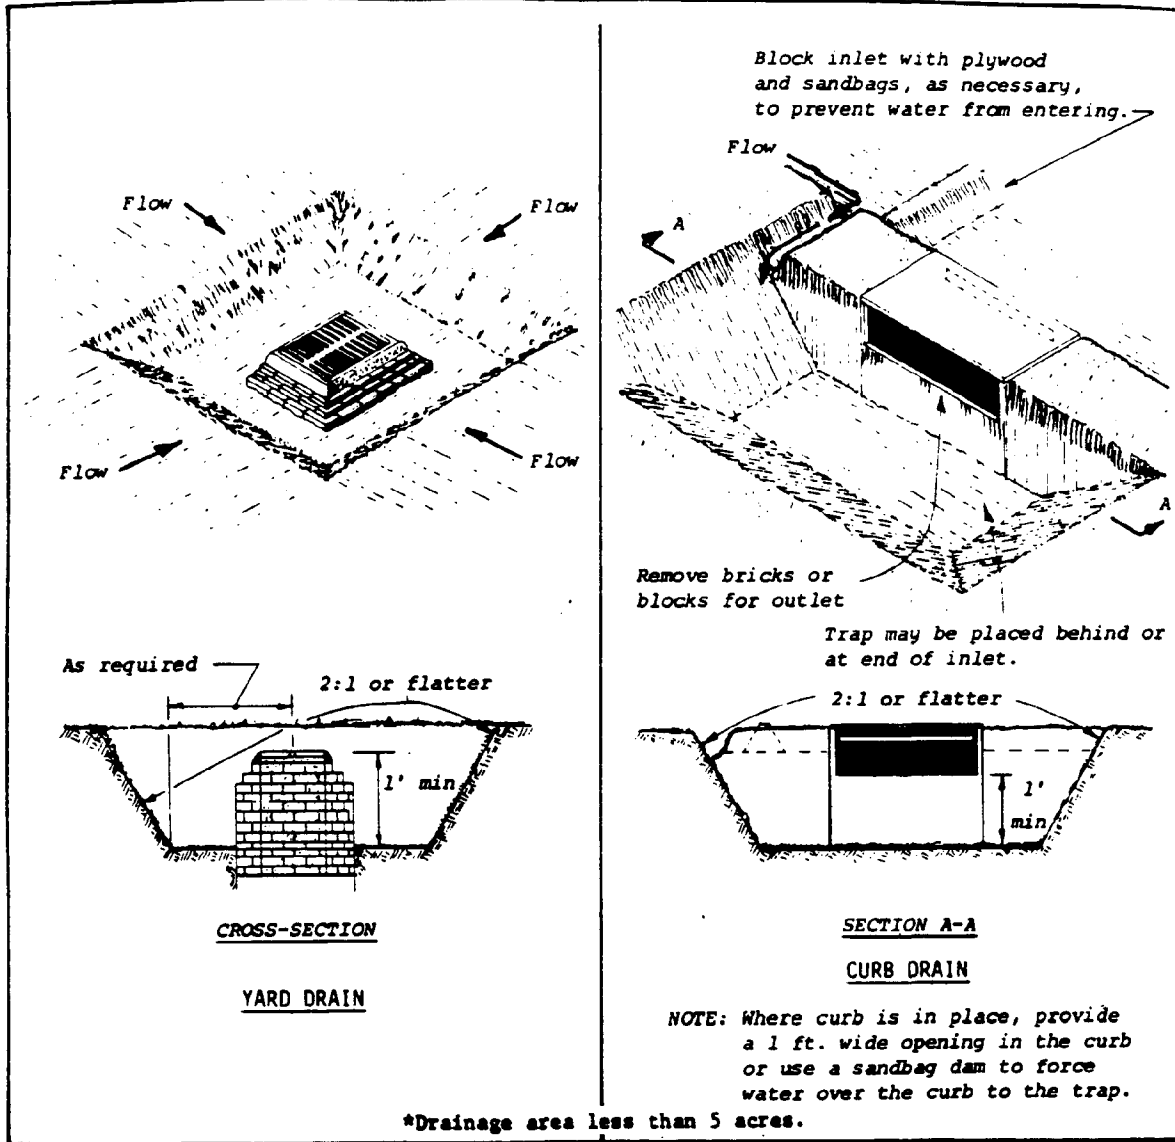 Flow
Flow
Flow
Flow
As required
2:1 or flatter
1' min
CROSS-SECTION
YARD DRAIN
Block inlet with plywood
and sandbags, as necessary,
to prevent water from entering.
Flow
A
A
Remove bricks or
blocks for outlet
Trap may be placed behind or
at end of inlet.
2:1 or flatter
1'
min
SECTION A-A
CURB DRAIN
NOTE: Where curb is in place, provide
a 1 ft. wide opening in the curb
or use a sandbag dam to force
water over the curb to the trap.
*Drainage area less than 5 acres.